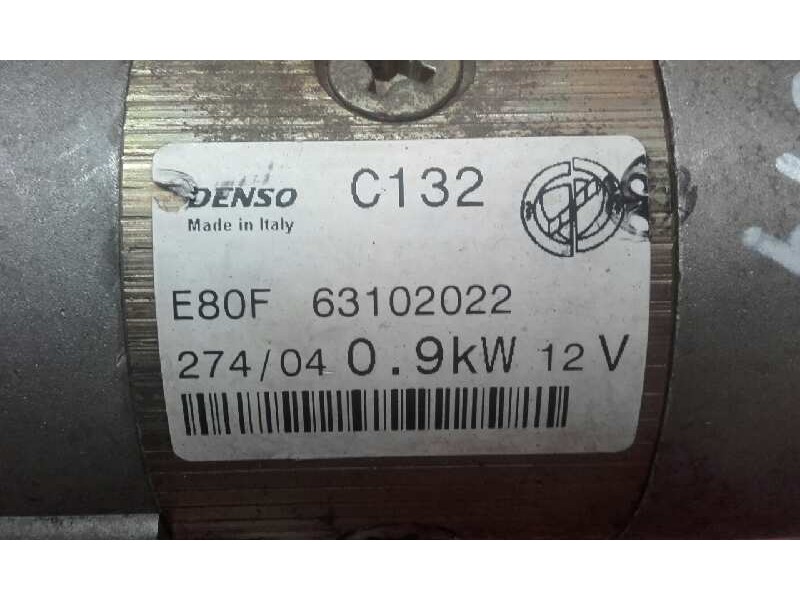 DENSO C132
Made in Italy
E80F 63102022
274/04 0.9kW 12 V